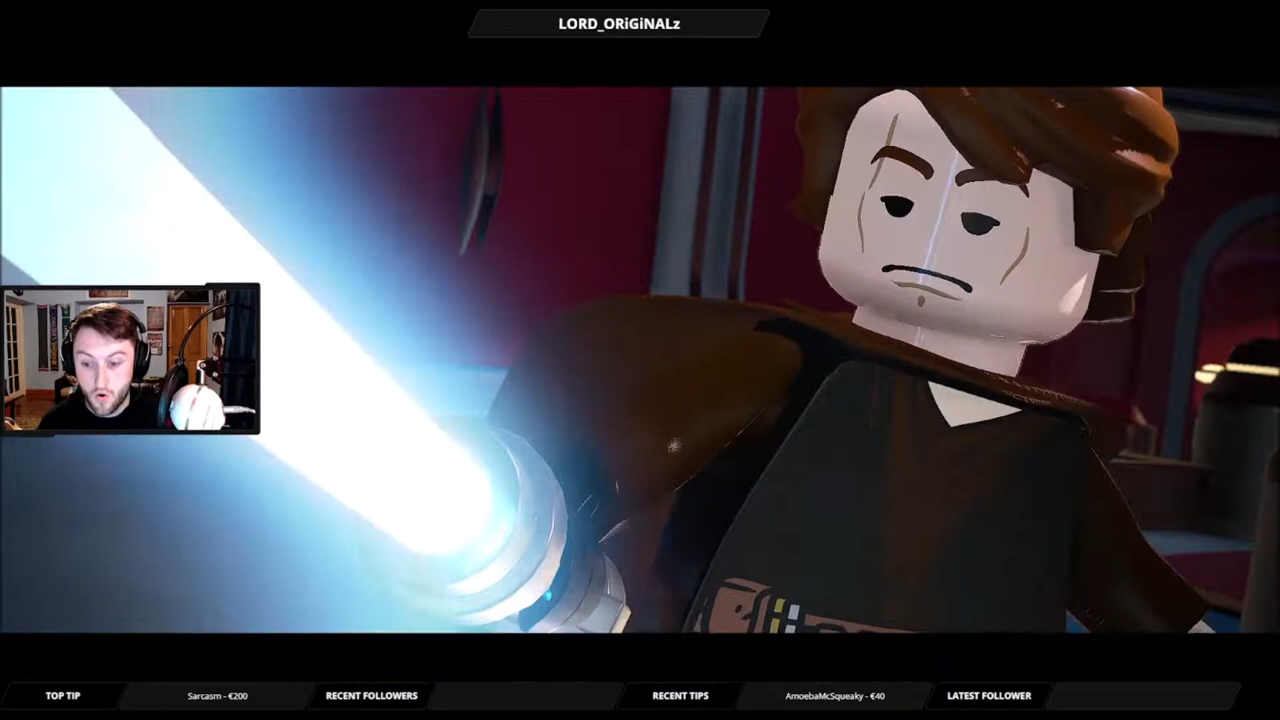 LORD_ORiGiNALz
TOP TIP
Sarcasm - €200
RECENT FOLLOWERS
RECENT TIPS
AmoebaMcSqueaky - €40
LATEST FOLLOWER